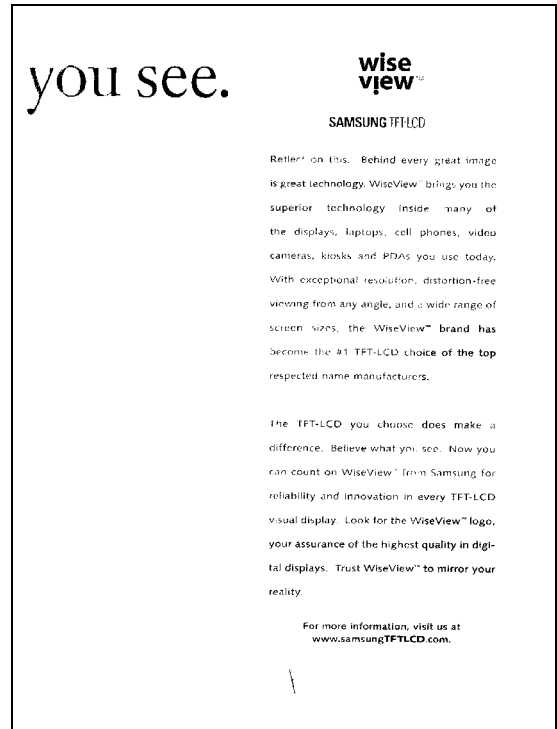 you see.
wise
view™
SAMSUNG TFT-LCD
Reflect on this. Behind every great image
is great technology. WiseView™ brings you the
superior technology inside many of
the displays, laptops, cell phones, video
cameras, kiosks and PDAs you use today.
With exceptional resolution, distortion-free
viewing from any angle, and a wide range of
screen sizes, the WiseView™ brand has
become the #1 TFT-LCD choice of the top
respected name manufacturers.
The TFT-LCD you choose does make a
difference. Believe what you see. Now you
can count on WiseView™ from Samsung for
reliability and innovation in every TFT-LCD
visual display. Look for the WiseView™ logo,
your assurance of the highest quality in digi-
tal displays. Trust WiseView™ to mirror your
reality.
For more information, visit us at
www.samsungTFTLCD.com.